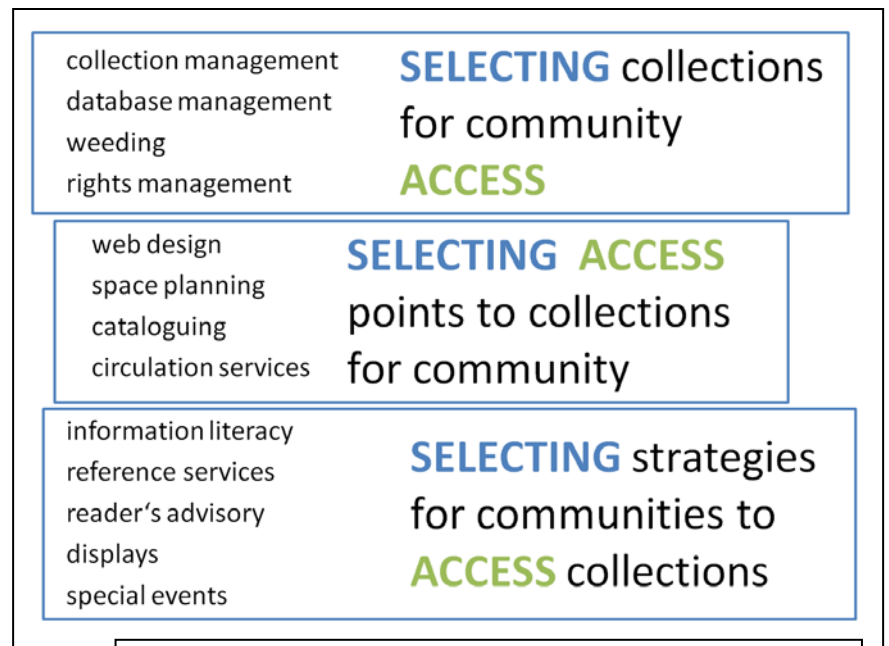 collection management
database management
weeding
rights management
SELECTING collections
for community
ACCESS
web design
space planning
cataloguing
circulation services
SELECTING ACCESS
points to collections
for community
information literacy
reference services
reader‘s advisory
displays
special events
SELECTING strategies
for communities to
ACCESS collections